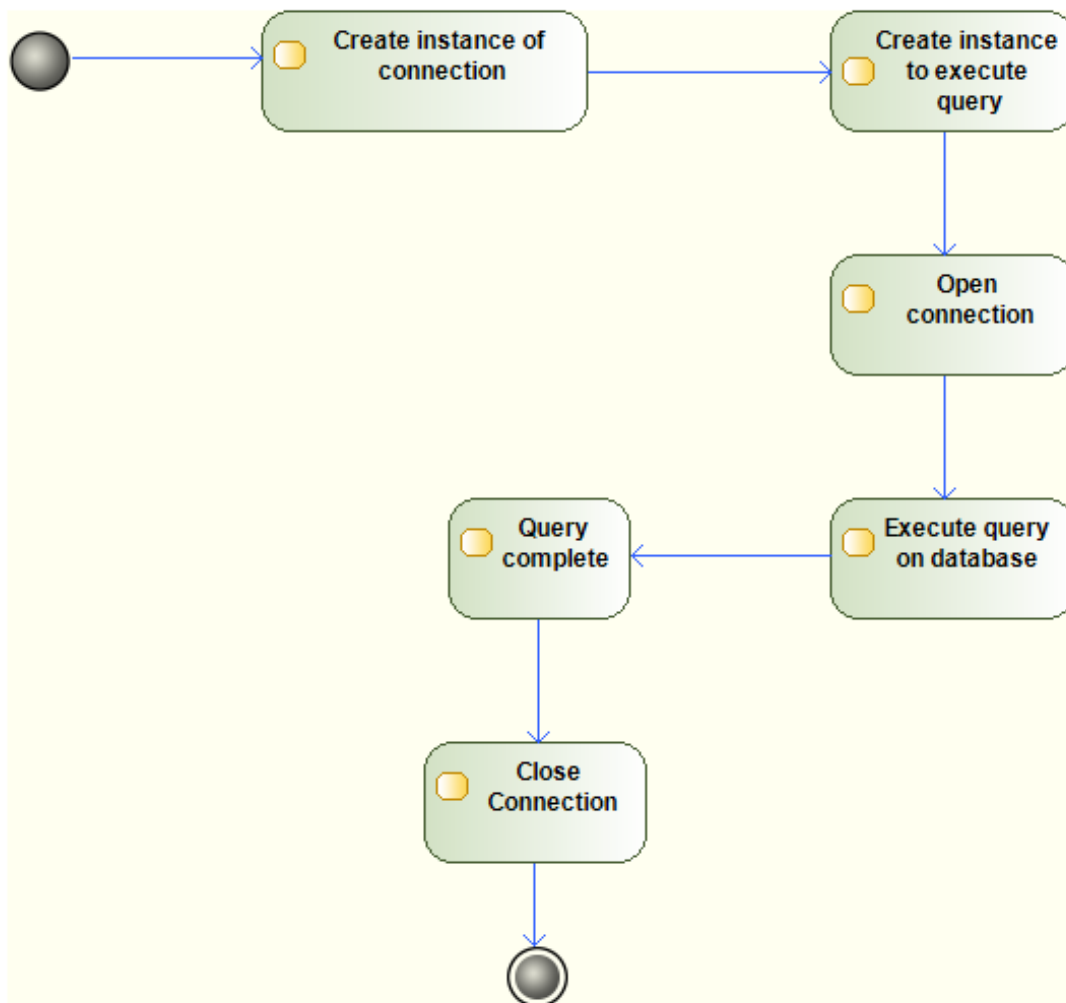 Create instance of
connection
Create instance
to execute
query
Open
connection
Execute query
on database
Query
complete
Close
Connection